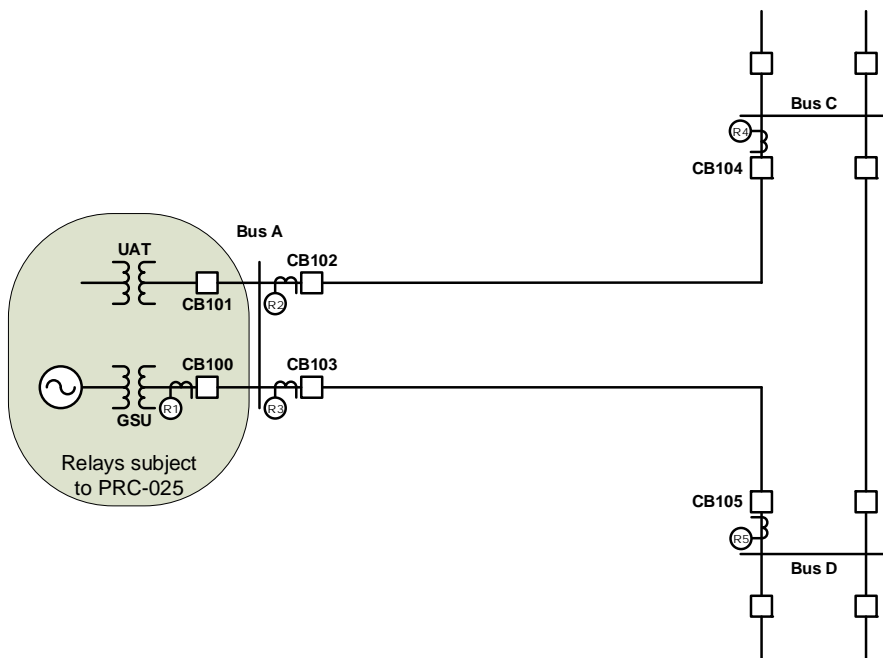 Bus C
R4
CB104
Bus A
UAT
CB102
CB101
R2
CB100
CB103
R1
R3
GSU
Relays subject
to PRC-025
CB105
R5
Bus D